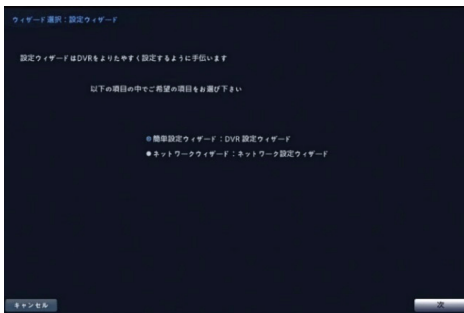 ウィザード選択：設定ウィザード
設定ウィザードはDVRをよりたやすく設定するように手伝います
以下の項目の中でご希望の項目をお選び下さい
簡単設定ウィザード：DVR 設定ウィザード
ネットワークウィザード：ネットワーク設定ウィザード
キャンセル
次